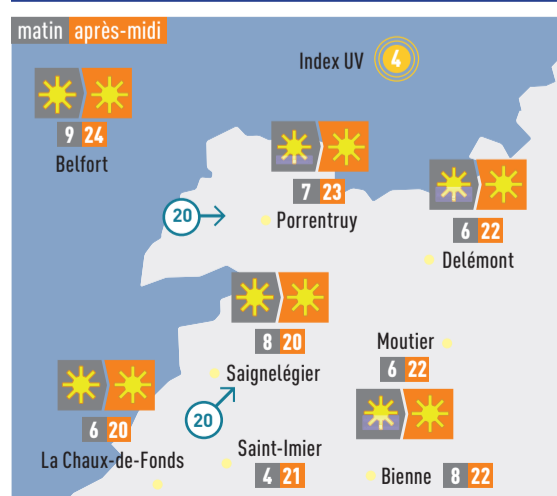 matin après-midi
Index UV 4
9 24
Belfort
7 23
20
Porrentruy
6 22
Delémont
8 20
Saignelégier
Moutier
6 22
20
6 20
La Chaux-de-Fonds
Saint-Imier
4 21
Bienne 8 22